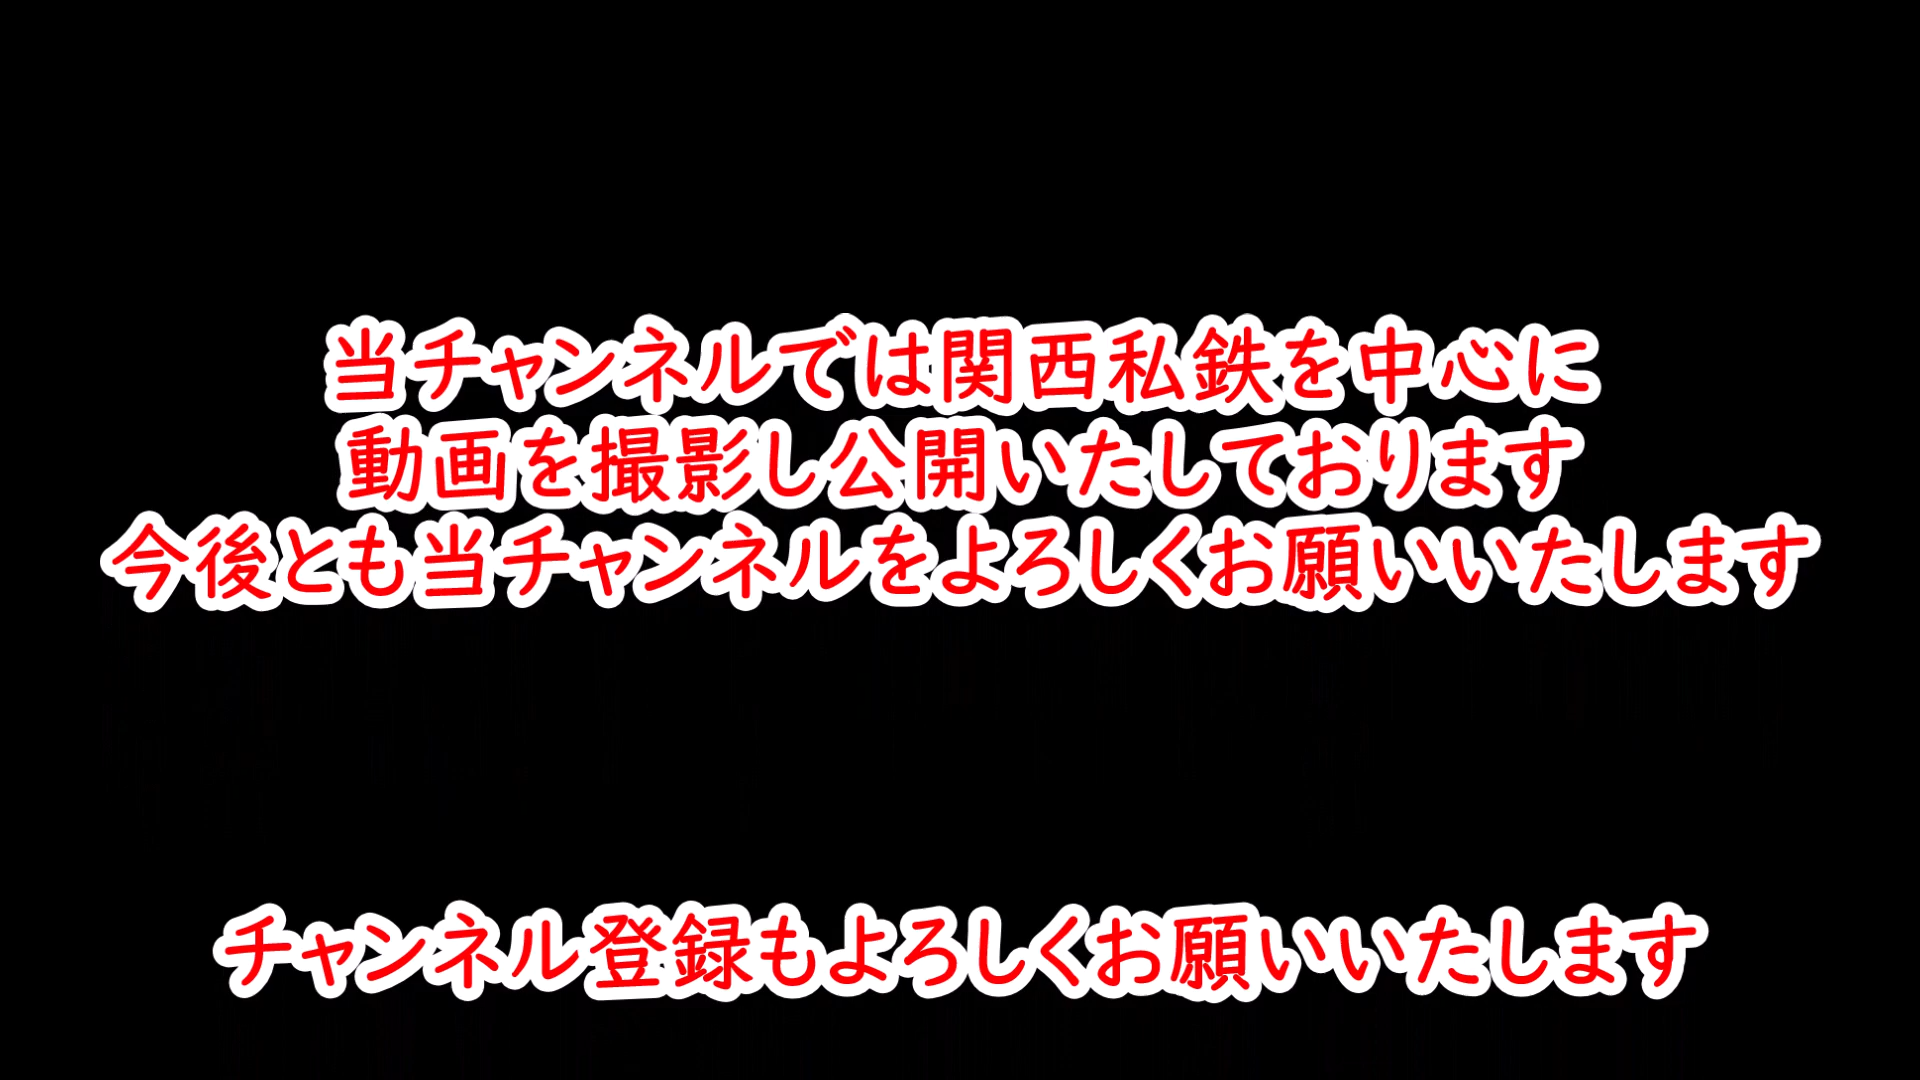 当チャンネルでは関西私鉄を中心に
動画を撮影し公開いたしております
今後とも当チャンネルをよろしくお願いいたします
チャンネル登録もよろしくお願いいたします